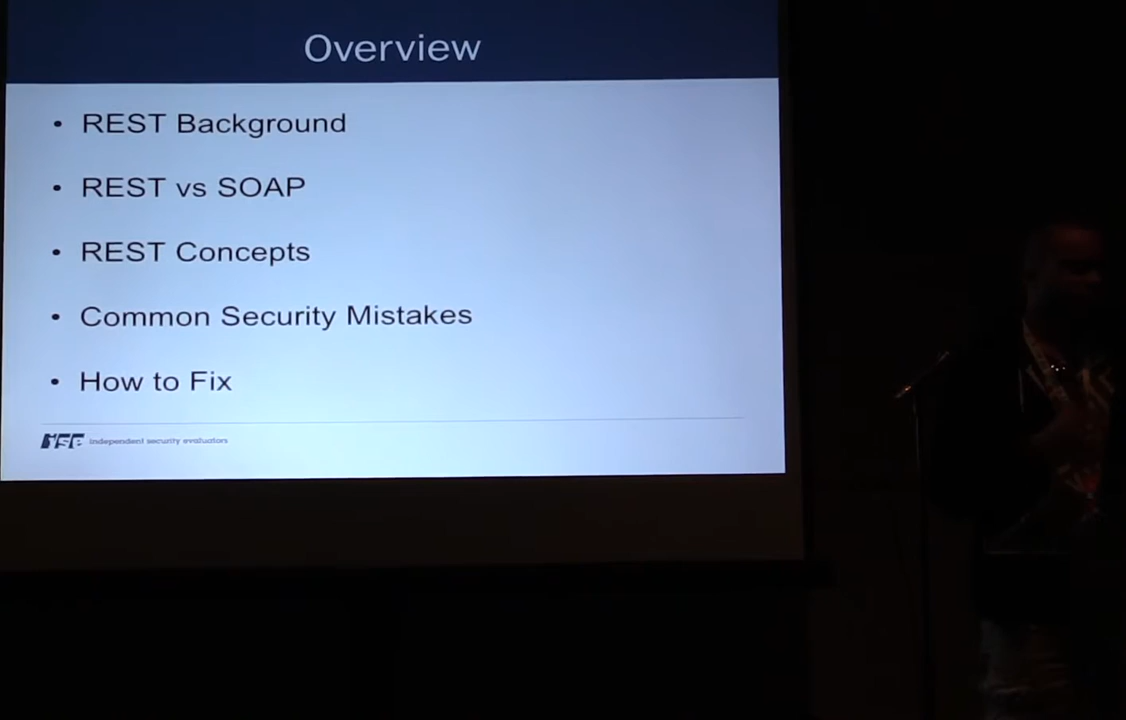 Overview
• REST Background
• REST vs SOAP
• REST Concepts
• Common Security Mistakes
• How to Fix
ise independent security evaluators